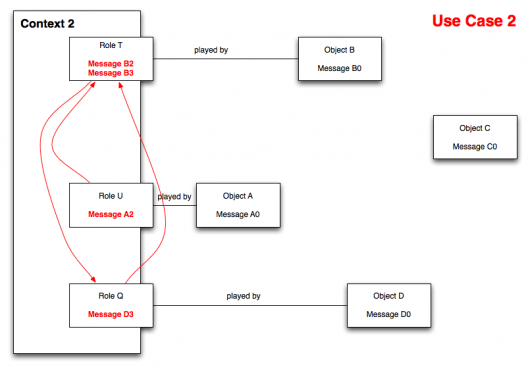 Context 2
Use Case 2
Role T
Message B2
Message B3
played by
Object B
Message B0
Object C
Message C0
Role U
Message A2
played by
Object A
Message A0
Role Q
Message D3
played by
Object D
Message D0